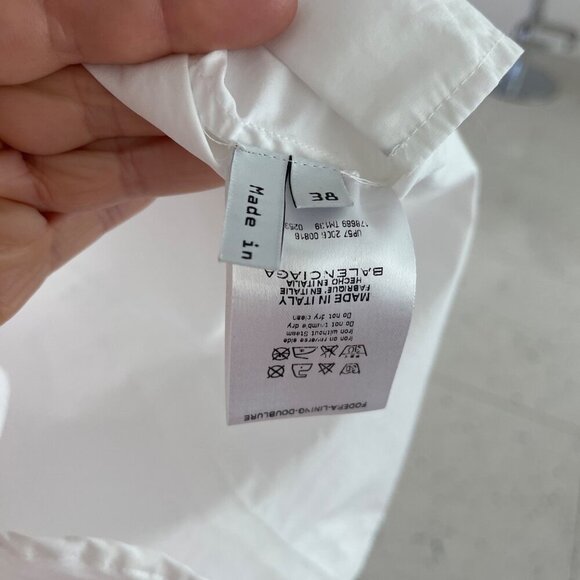 Made in
38
FODERA-LINING-DOUBLURE
Iron on reverse side
Iron without Steam
Do not tumble dry
Do not dry clean
MADE IN ITALY
FABRIQUE' EN ITALIE
HECHO EN ITALIA
BALENCIAGA